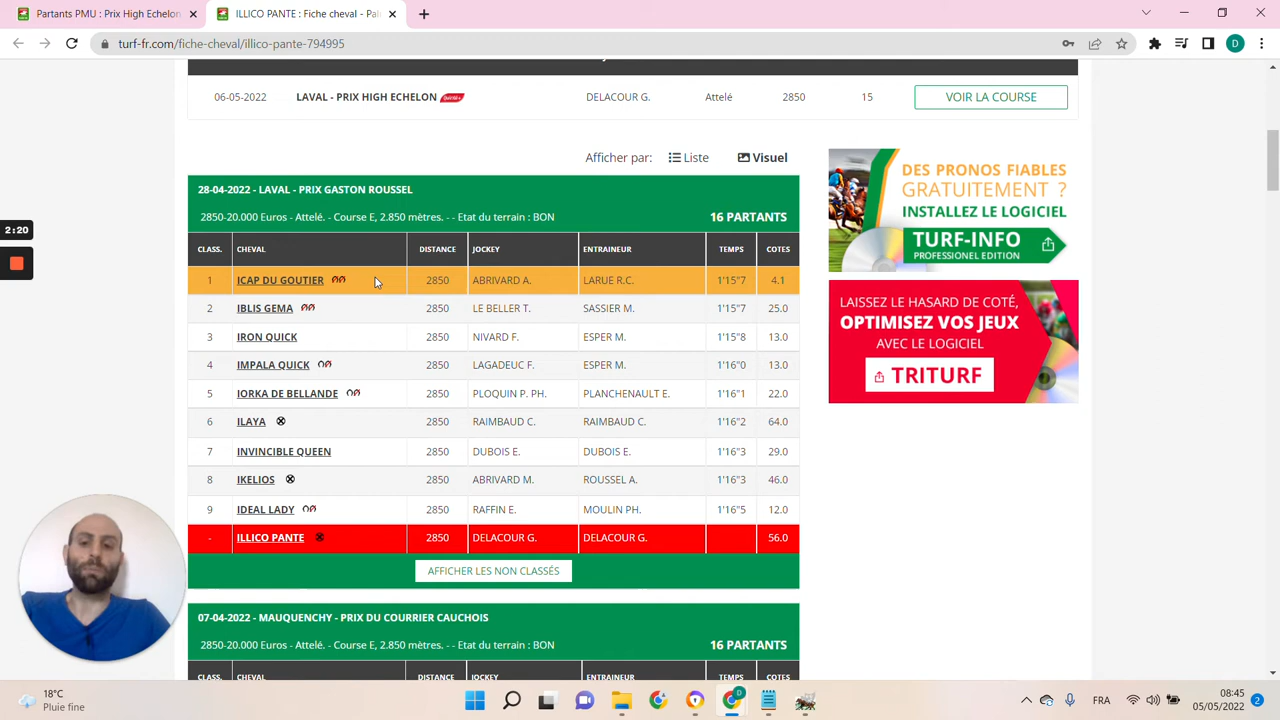 Partants PMU : Prix High Echelon
ILLICO PANTE : Fiche cheval - Pa
turf-fr.com/fiche-cheval/illico-pante-794995
D
06-05-2022 LAVAL - PRIX HIGH ECHELON DELACOUR G. Attelé 2850 15 VOIR LA COURSE
Afficher par: Liste Visuel
28-04-2022 - LAVAL - PRIX GASTON ROUSSEL
2850-20.000 Euros - Attelé. - Course E, 2.850 mètres. - - Etat du terrain : BON 16 PARTANTS
CLASS. CHEVAL DISTANCE JOCKEY ENTRAINEUR TEMPS COTES
1 ICAP DU GOUTIER 2850 ABRIVARD A. LARUE R.C. 1'15"7 4.1
2 IBLIS GEMA 2850 LE BELLER T. SASSIER M. 1'15"7 25.0
3 IRON QUICK 2850 NIVARD F. ESPER M. 1'15"8 13.0
4 IMPALA QUICK 2850 LAGADEUC F. ESPER M. 1'16"0 13.0
5 IORKA DE BELLANDE 2850 PLOQUIN P. PH. PLANCHENAULT E. 1'16"1 22.0
6 ILAYA 2850 RAIMBAUD C. RAIMBAUD C. 1'16"2 64.0
7 INVINCIBLE QUEEN 2850 DUBOIS E. DUBOIS E. 1'16"3 29.0
8 IKELIOS 2850 ABRIVARD M. ROUSSEL A. 1'16"3 46.0
9 IDEAL LADY 2850 RAFFIN E. MOULIN PH. 1'16"5 12.0
- ILLICO PANTE 2850 DELACOUR G. DELACOUR G. 56.0
AFFICHER LES NON CLASSÉS
07-04-2022 - MAUQUENCHY - PRIX DU COURRIER CAUCHOIS
2850-20.000 Euros - Attelé. - Course E, 2.850 mètres. - - Etat du terrain : BON 16 PARTANTS
CLASS. CHEVAL DISTANCE JOCKEY ENTRAINEUR TEMPS COTES
DES PRONOS FIABLES
GRATUITEMENT ?
INSTALLEZ LE LOGICIEL
TURF-INFO
PROFESSIONEL EDITION
LAISSEZ LE HASARD DE COTÉ,
OPTIMISEZ VOS JEUX
AVEC LE LOGICIEL
TRITURF
2:20
18°C
Pluie fine
D
FRA
08:45
05/05/2022
2